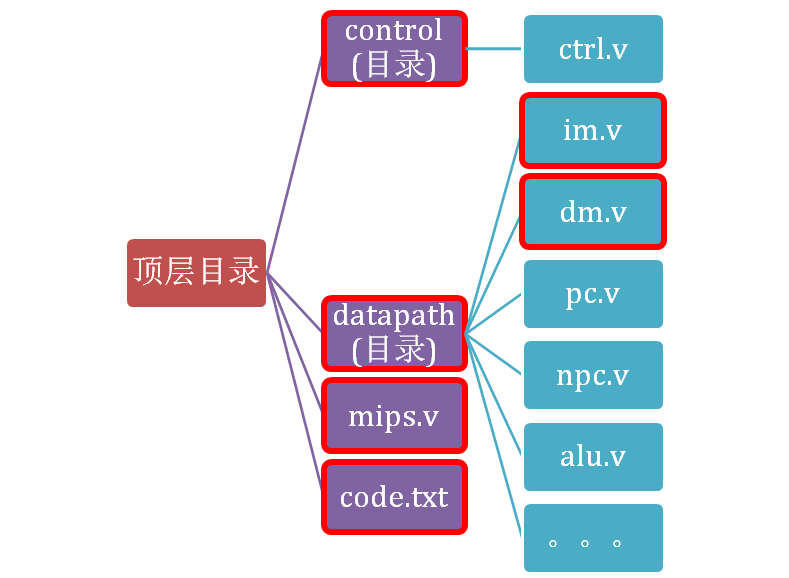 顶层目录
control
(目录)
ctrl.v
datapath
(目录)
im.v
dm.v
pc.v
npc.v
alu.v
。。。
mips.v
code.txt